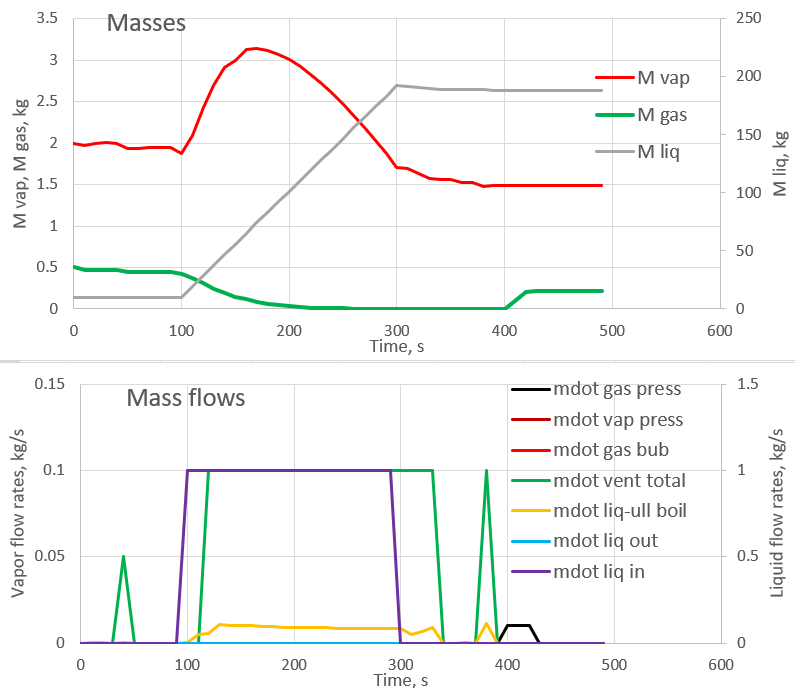 Masses
3.5
3
2.5
2
1.5
1
0.5
0
M vap, M gas, kg
250
200
150
100
50
0
M liq, kg
M vap
M gas
M liq
0 100 200 300 400 500 600
Time, s
Mass flows
0.15
0.1
0.05
0
Vapor flow rates, kg/s
1.5
1
0.5
0
Liquid flow rates, kg/s
mdot gas press
mdot vap press
mdot gas bub
mdot vent total
mdot liq-ull boil
mdot liq out
mdot liq in
0 100 200 300 400 500 600
Time, s